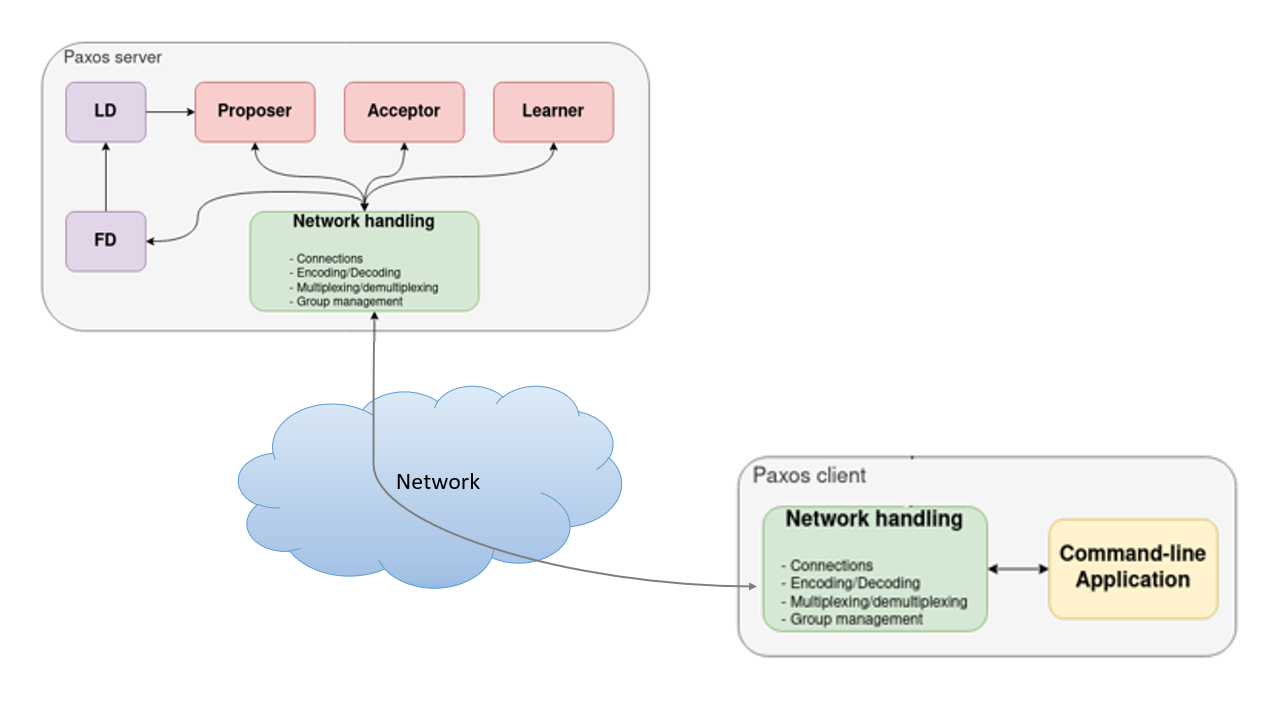 Paxos server
LD
Proposer
Acceptor
Learner
FD
Network handling
- Connections
- Encoding/Decoding
- Multiplexing/demultiplexing
- Group management
Network
Paxos client
Network handling
- Connections
- Encoding/Decoding
- Multiplexing/demultiplexing
- Group management
Command-line
Application